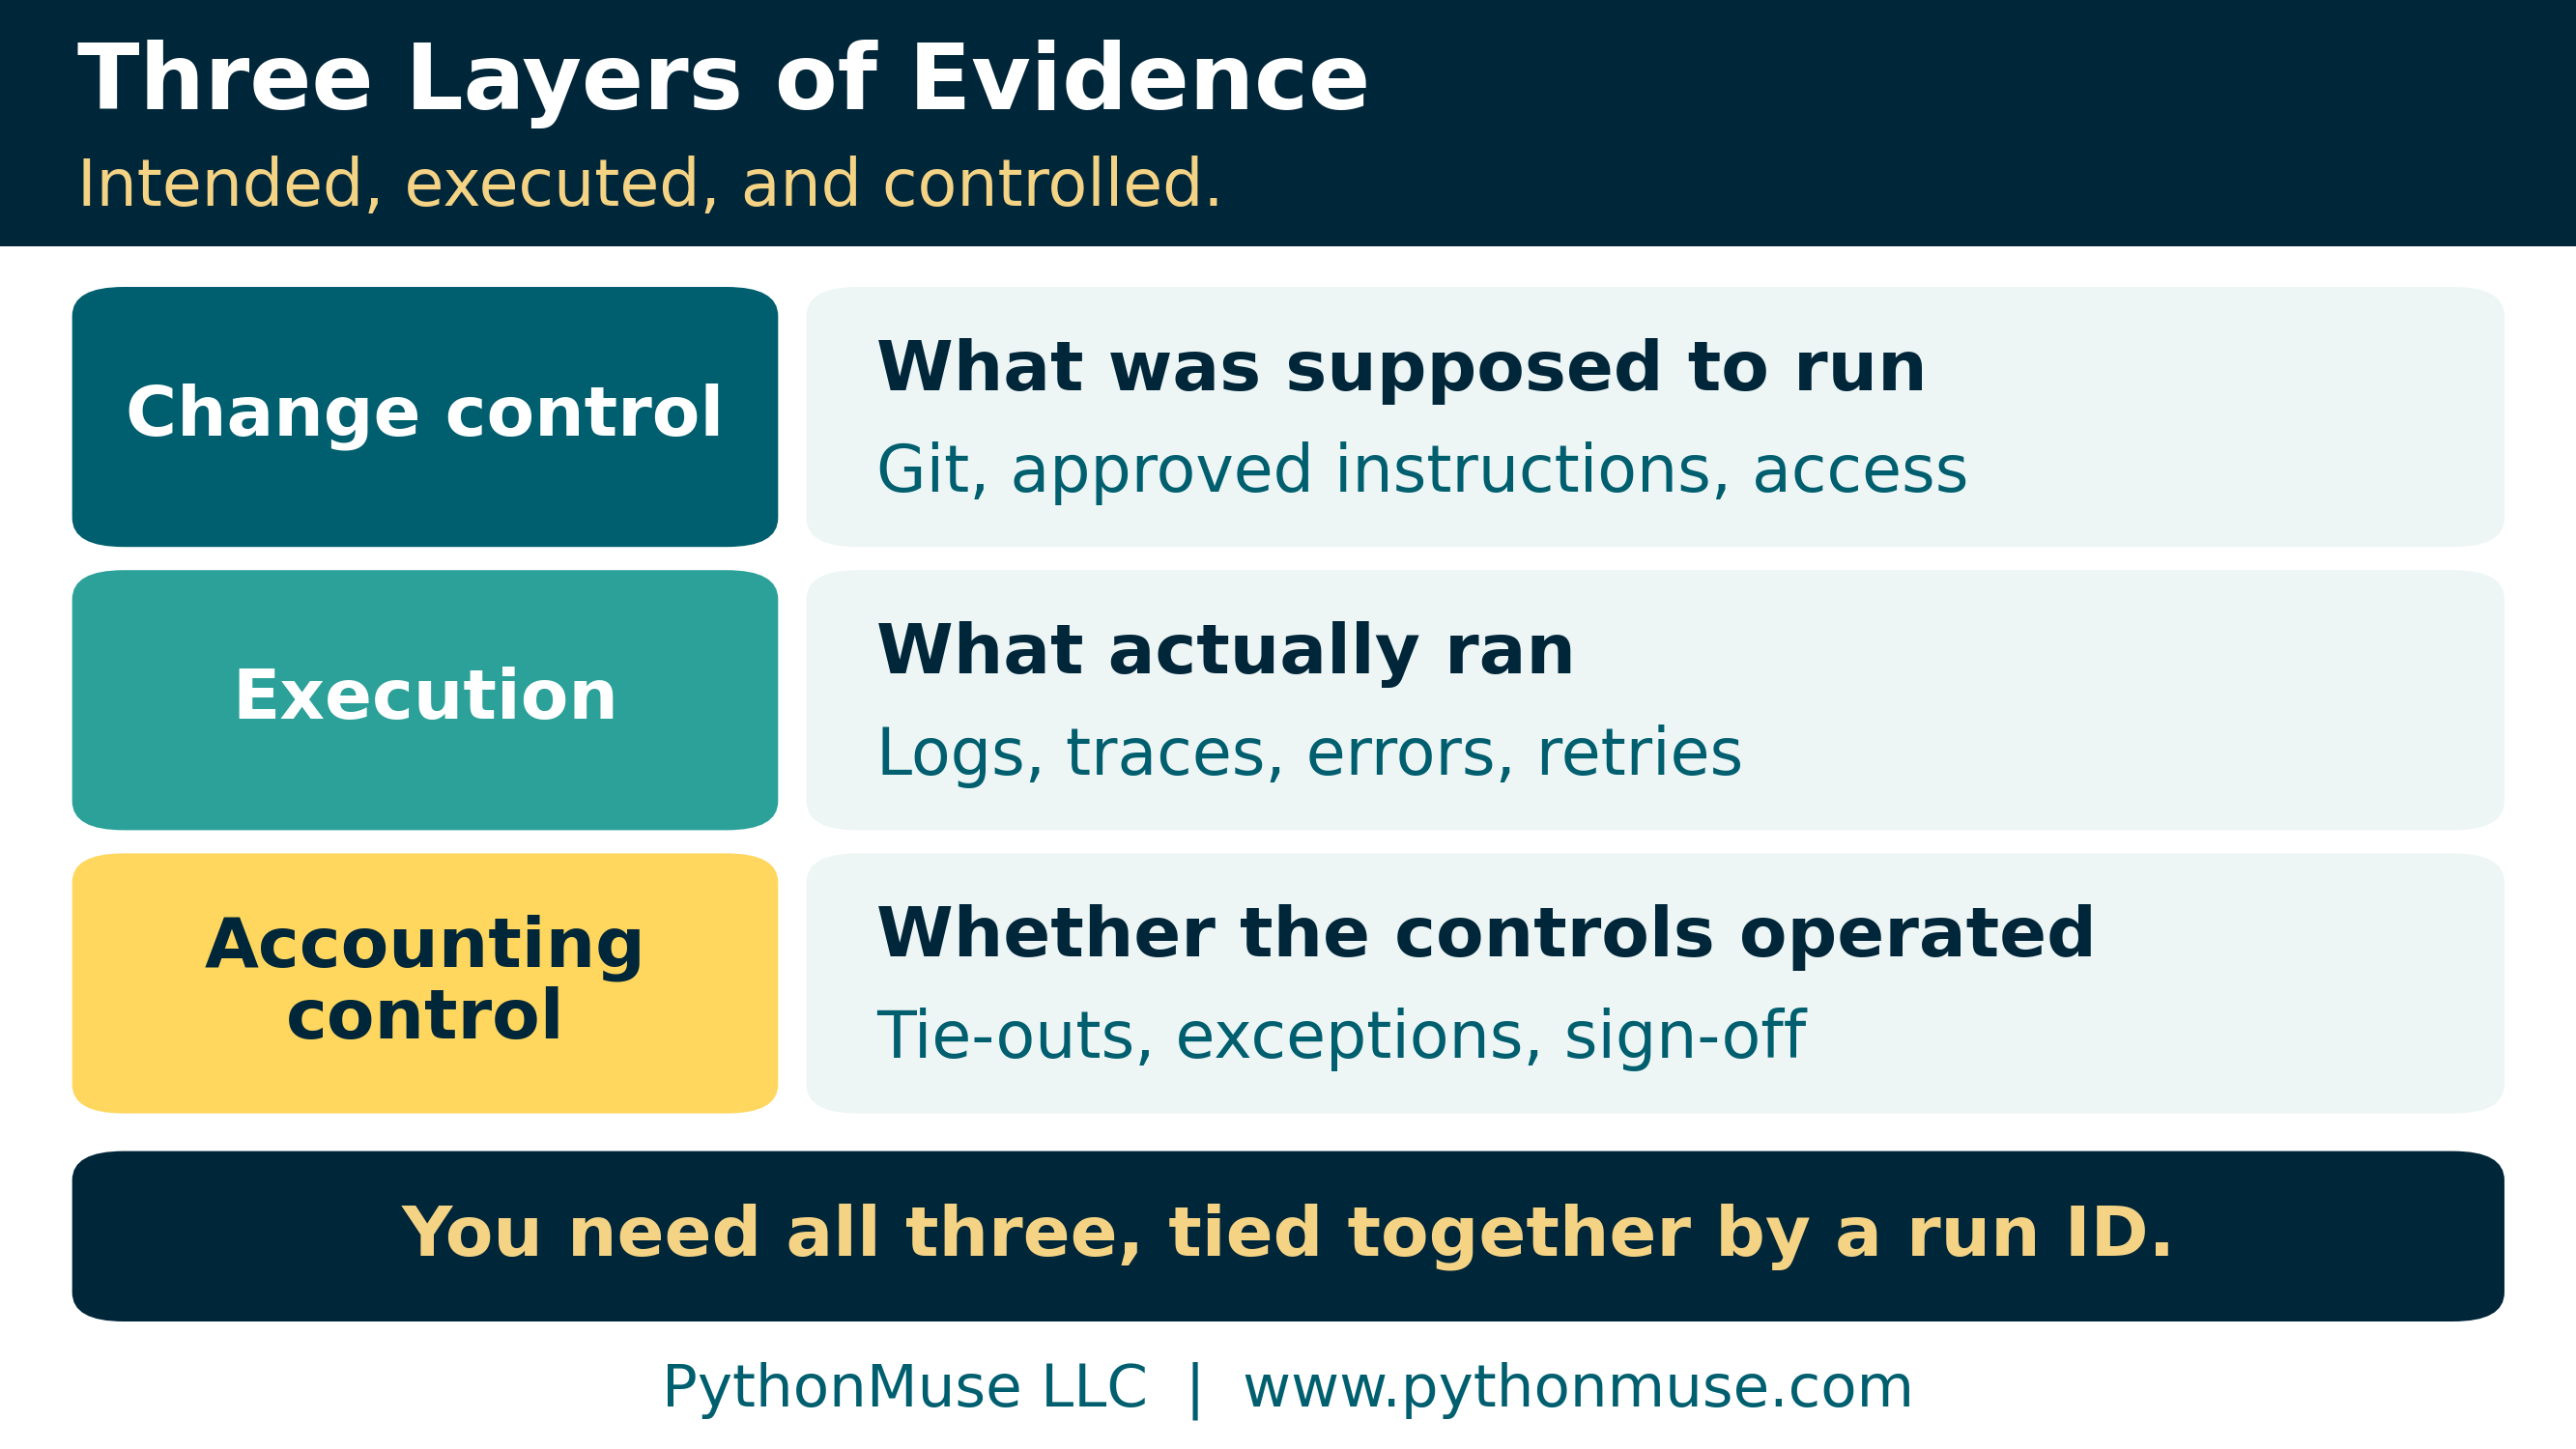 Three Layers of Evidence
Intended, executed, and controlled.
Change control
What was supposed to run
Git, approved instructions, access
Execution
What actually ran
Logs, traces, errors, retries
Accounting
control
Whether the controls operated
Tie-outs, exceptions, sign-off
You need all three, tied together by a run ID.
PythonMuse LLC | www.pythonmuse.com